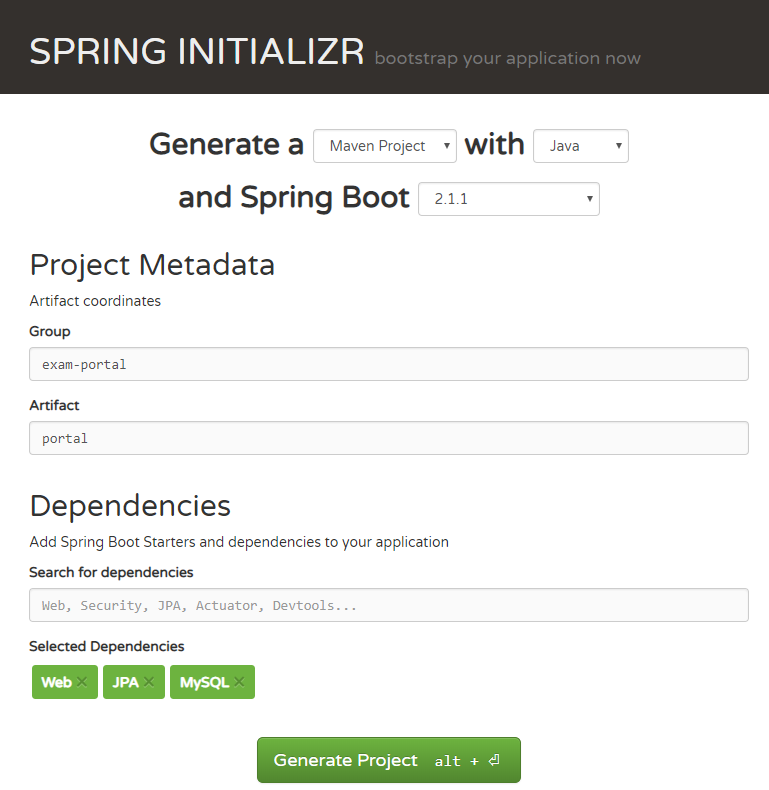 SPRING INITIALIZR bootstrap your application now
Generate a Maven Project with Java
and Spring Boot 2.1.1
Project Metadata
Artifact coordinates
Group
exam-portal
Artifact
portal
Dependencies
Add Spring Boot Starters and dependencies to your application
Search for dependencies
Web, Security, JPA, Actuator, Devtools...
Selected Dependencies
Web × JPA × MySQL ×
Generate Project alt + ⏎